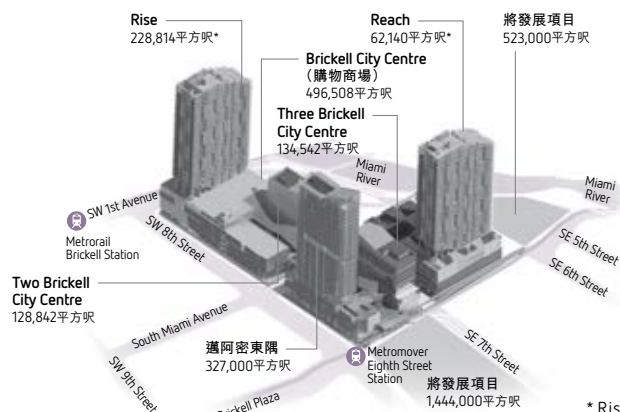 Rise
228,814平方呎*
Reach
62,140平方呎*
將發展項目
523,000平方呎
Brickell City Centre
（購物商場）
496,508平方呎
Three Brickell
City Centre
134,542平方呎
Miami
River
Miami
River
SW 1st Avenue
Metrorail
Brickell Station
SW 8th Street
SE 5th Street
SE 6th Street
Two Brickell
City Centre
128,842平方呎
South Miami Avenue
SE 7th Street
邁阿密東隅
327,000平方呎
Metromover
Eighth Street
Station
SW 9th Street
Brickell Plaza
將發展項目
1,444,000平方呎